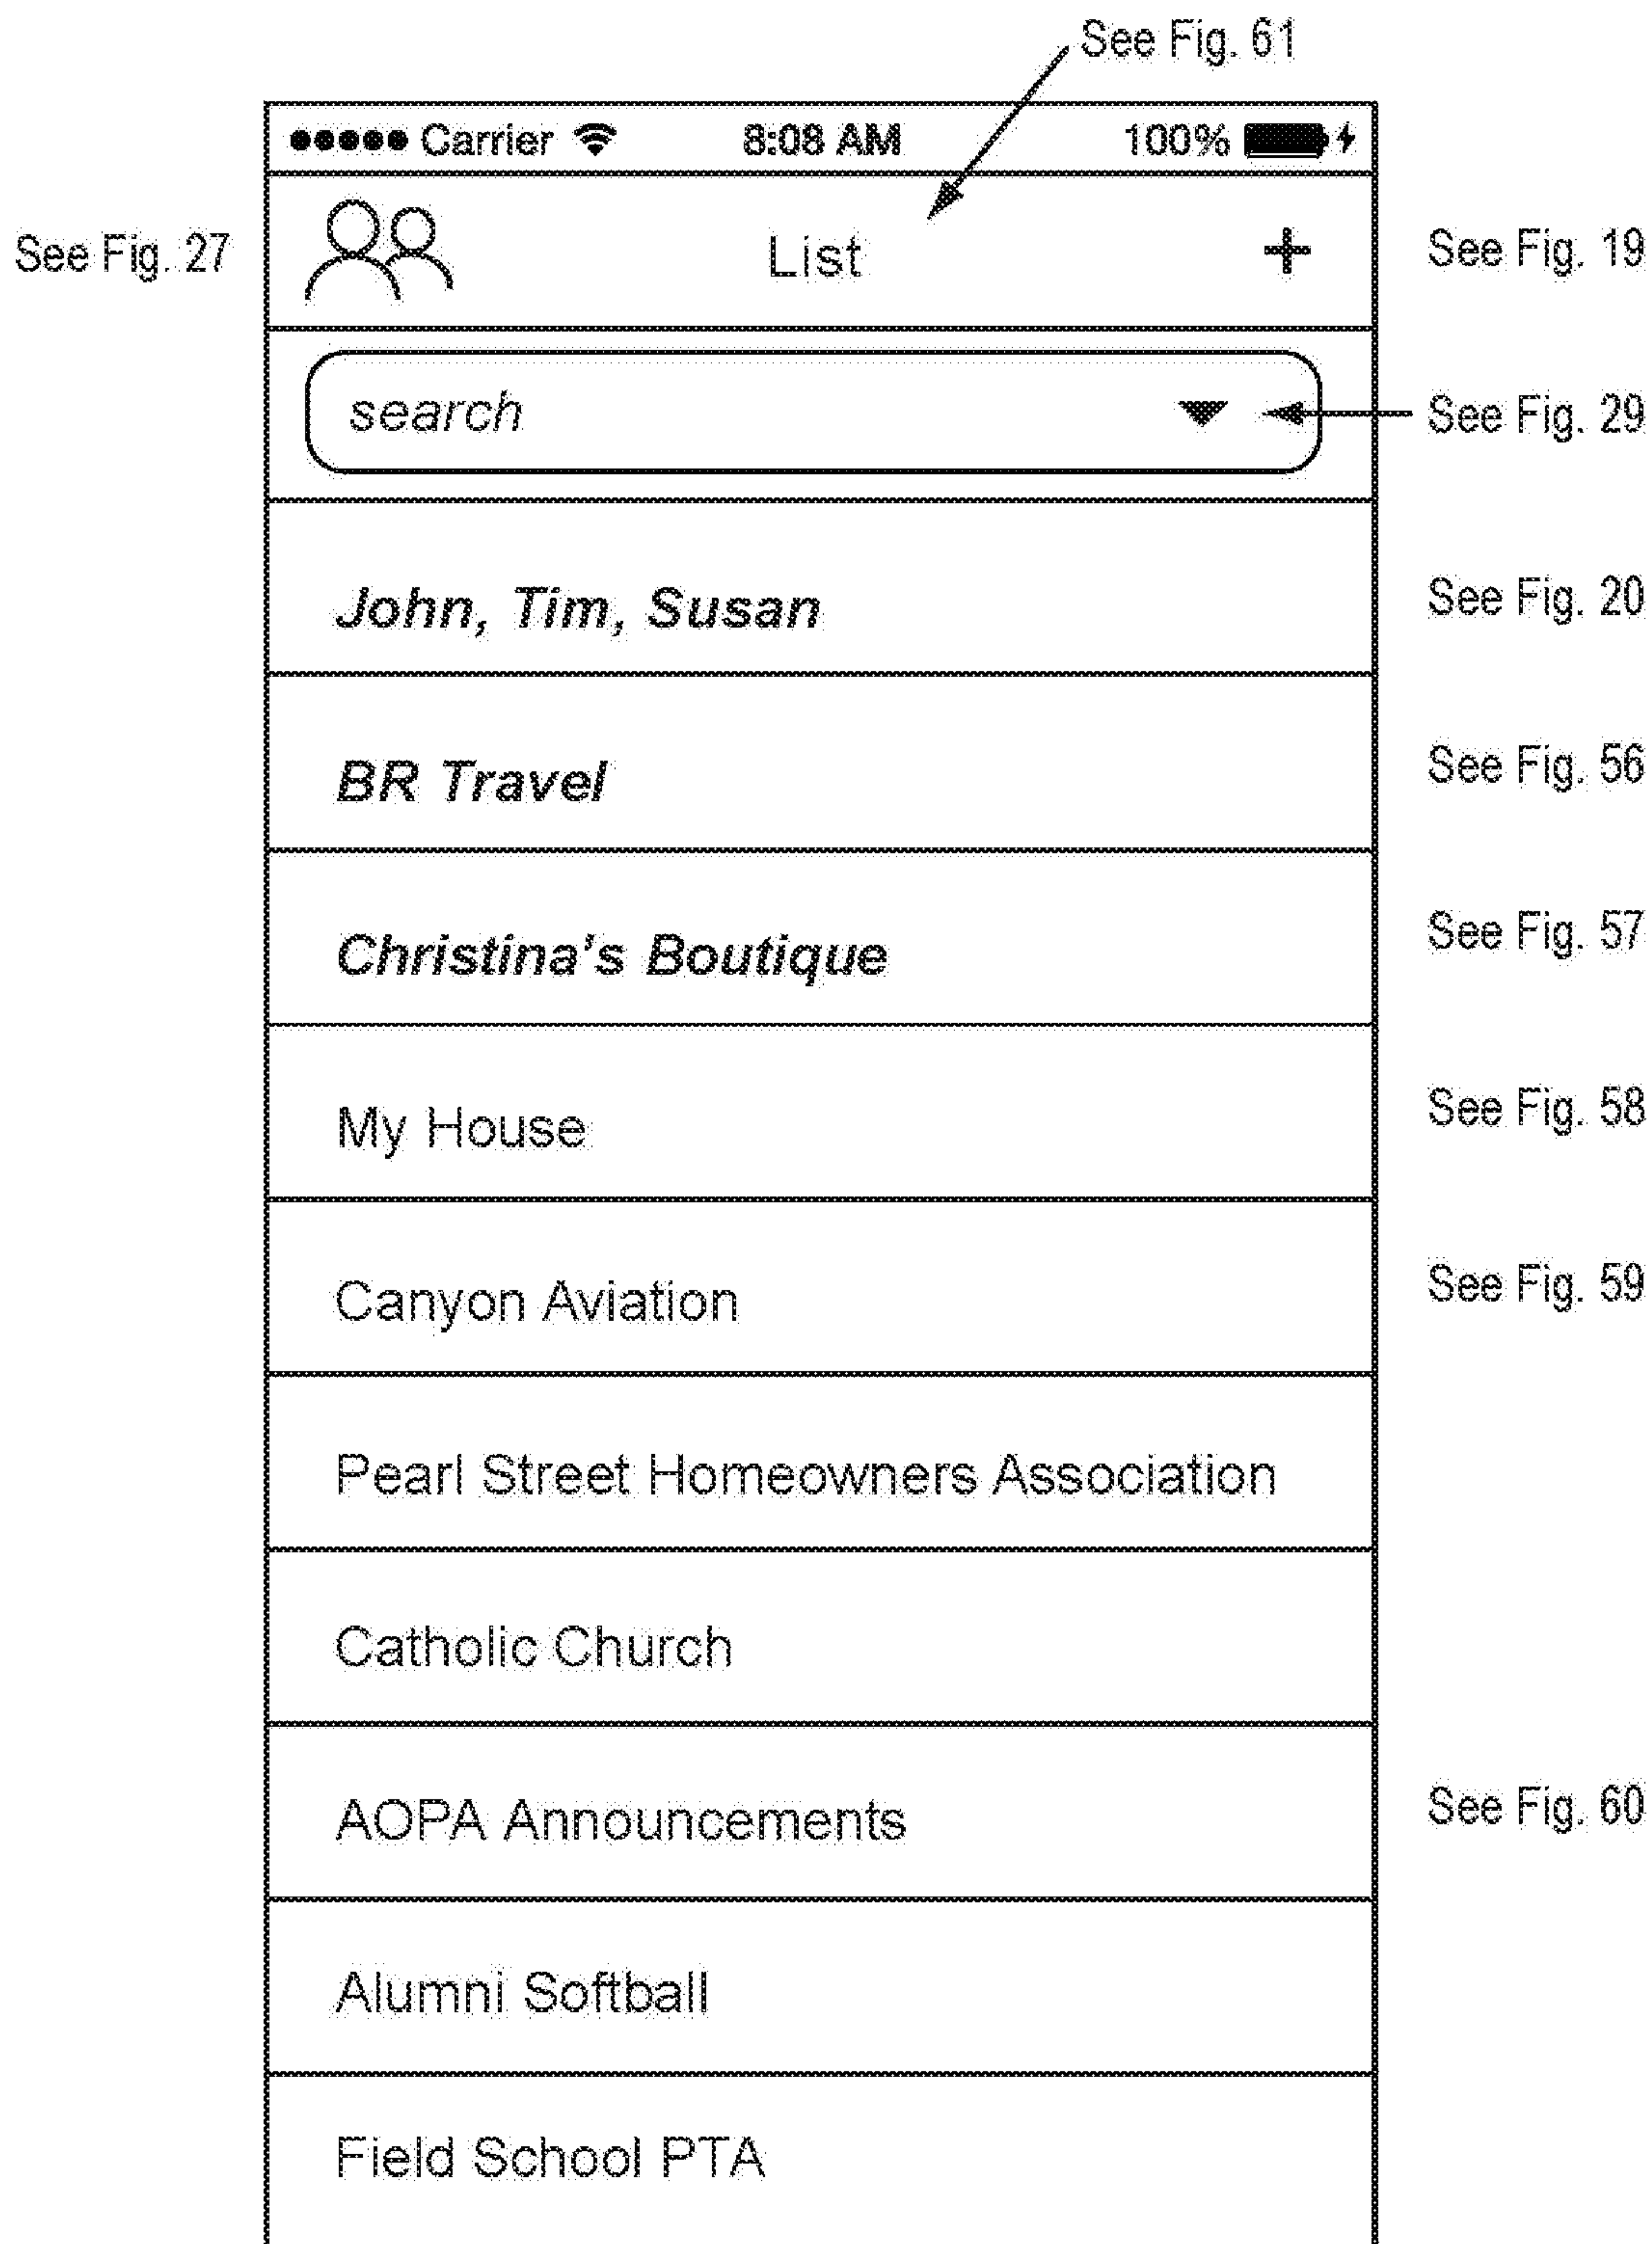 See Fig. 61
Carrier 8:08 AM 100%
See Fig. 27 List + See Fig. 19
search See Fig. 29
John, Tim, Susan See Fig. 20
BR Travel See Fig. 56
Christina's Boutique See Fig. 57
My House See Fig. 58
Canyon Aviation See Fig. 59
Pearl Street Homeowners Association
Catholic Church
AOPA Announcements See Fig. 60
Alumni Softball
Field School PTA